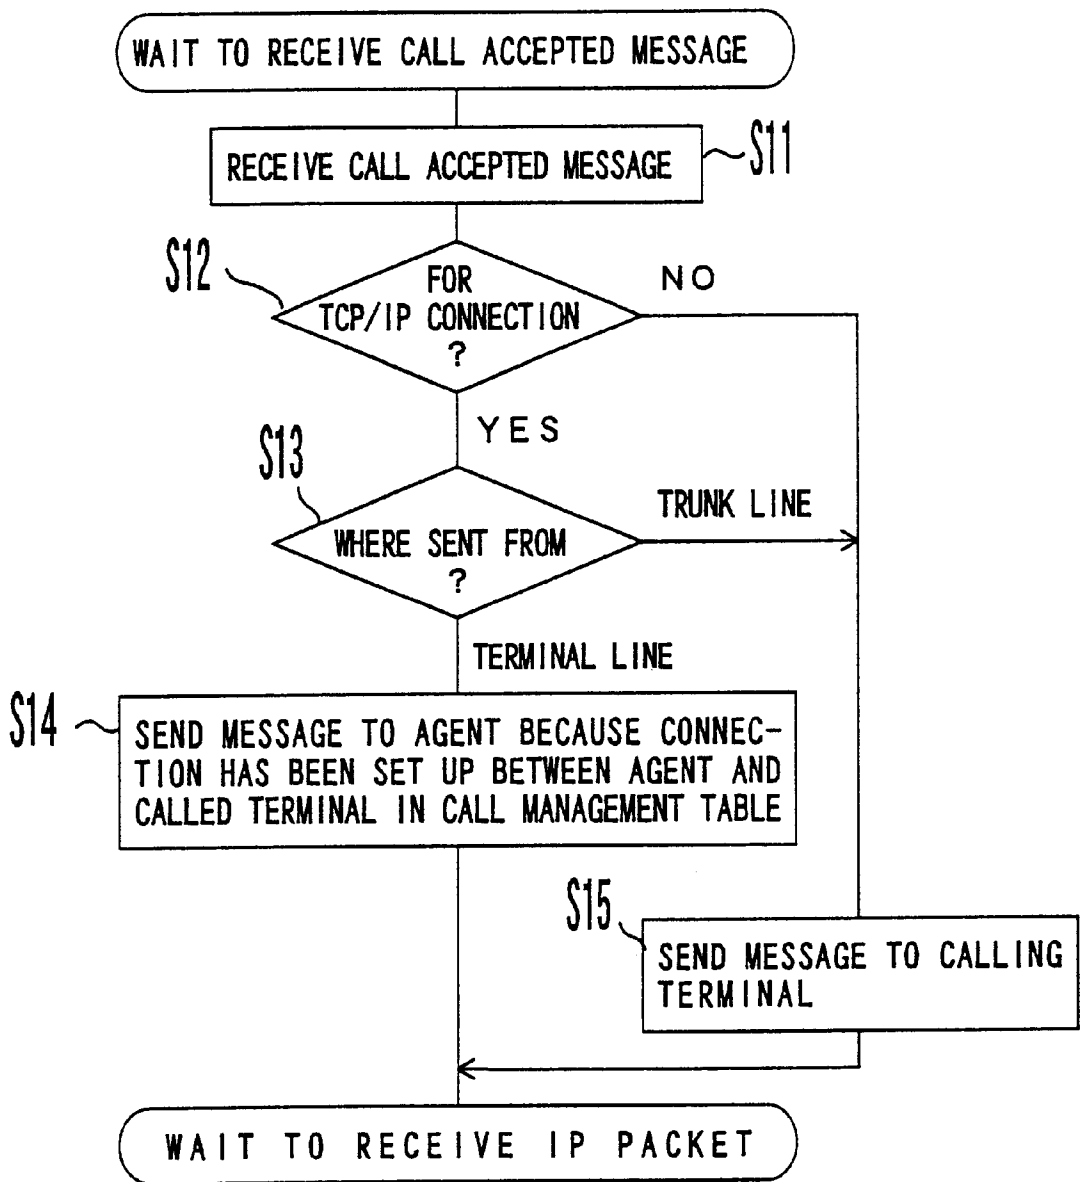 WAIT TO RECEIVE CALL ACCEPTED MESSAGE
RECEIVE CALL ACCEPTED MESSAGE
S11
S12
FOR
TCP/IP CONNECTION
?
NO
YES
S13
WHERE SENT FROM
?
TRUNK LINE
TERMINAL LINE
S14
SEND MESSAGE TO AGENT BECAUSE CONNEC-
TION HAS BEEN SET UP BETWEEN AGENT AND
CALLED TERMINAL IN CALL MANAGEMENT TABLE
S15
SEND MESSAGE TO CALLING
TERMINAL
WAIT TO RECEIVE IP PACKET